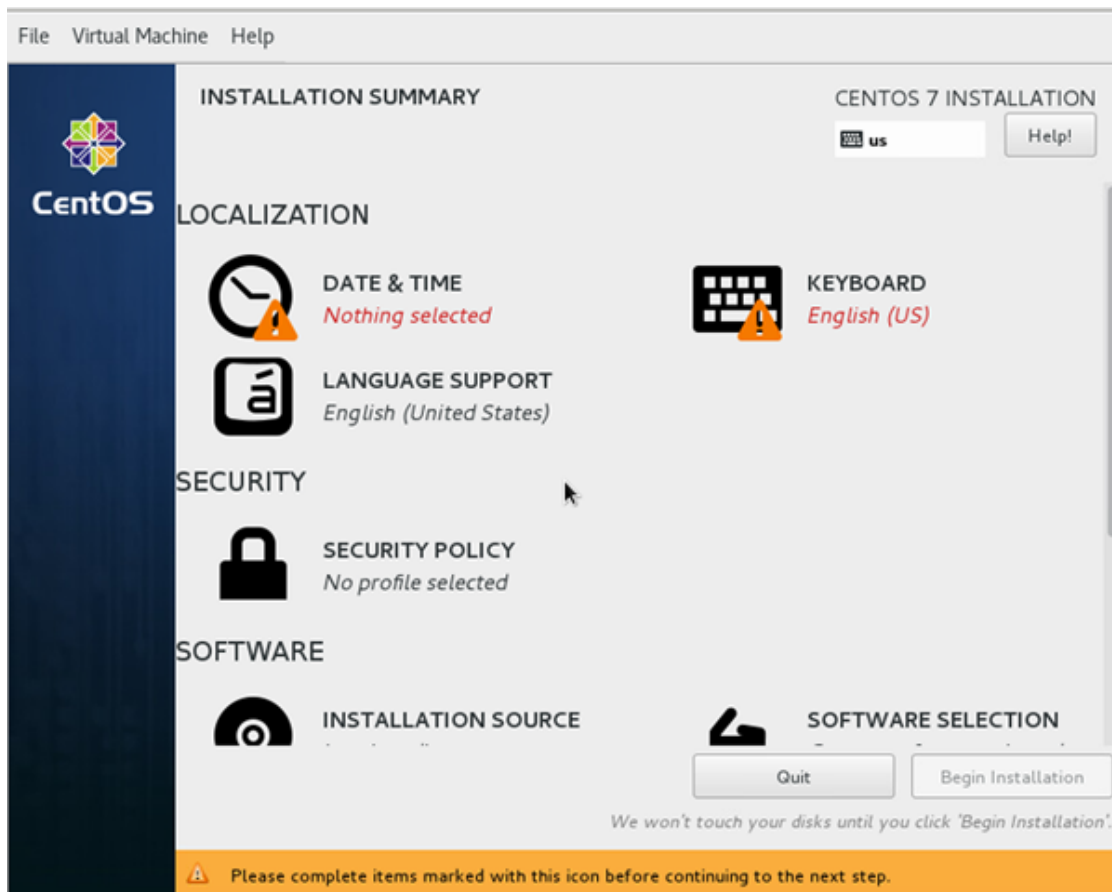 File Virtual Machine Help
INSTALLATION SUMMARY
CENTOS 7 INSTALLATION
us
Help!
CentOS
LOCALIZATION
DATE & TIME
Nothing selected
KEYBOARD
English (US)
á
LANGUAGE SUPPORT
English (United States)
SECURITY
SECURITY POLICY
No profile selected
SOFTWARE
INSTALLATION SOURCE
SOFTWARE SELECTION
Quit
Begin Installation
We won't touch your disks until you click 'Begin Installation'.
Please complete items marked with this icon before continuing to the next step.